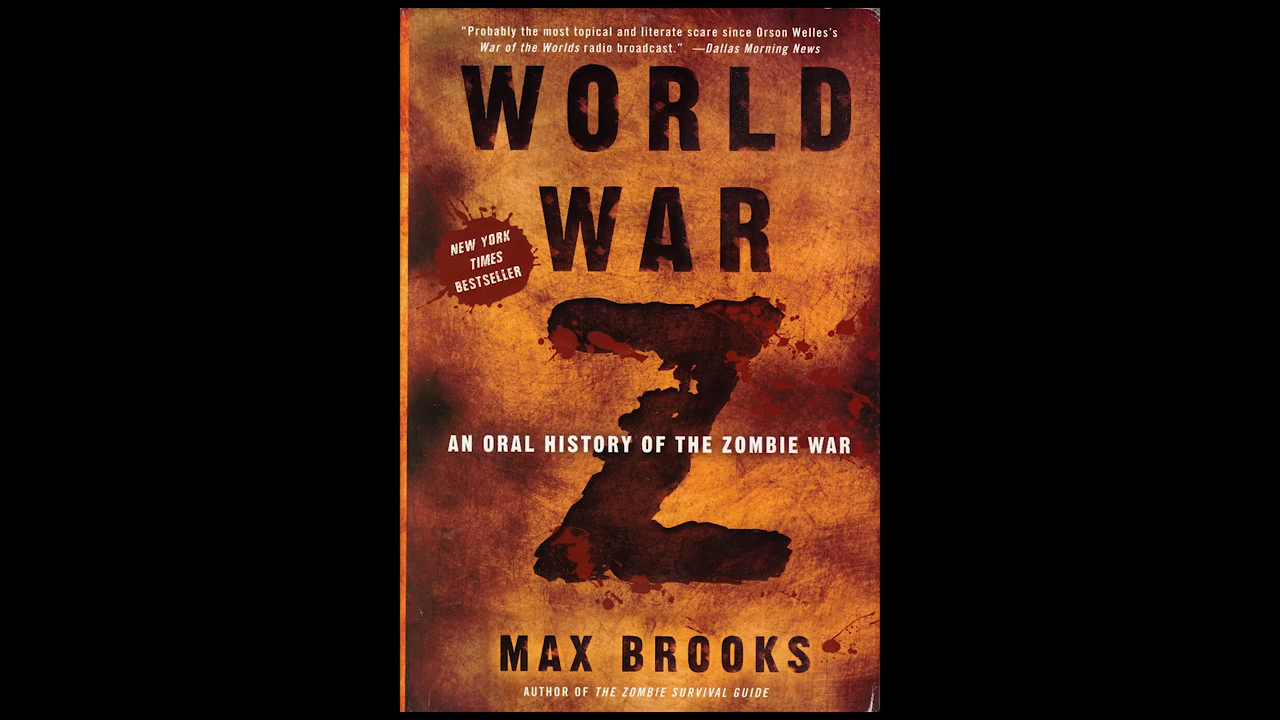 "Probably the most topical and literate scare since Orson Welles's
War of the Worlds radio broadcast." —Dallas Morning News
WORLD
WAR
NEW YORK
TIMES
BESTSELLER
Z
AN ORAL HISTORY OF THE ZOMBIE WAR
MAX BROOKS
AUTHOR OF THE ZOMBIE SURVIVAL GUIDE